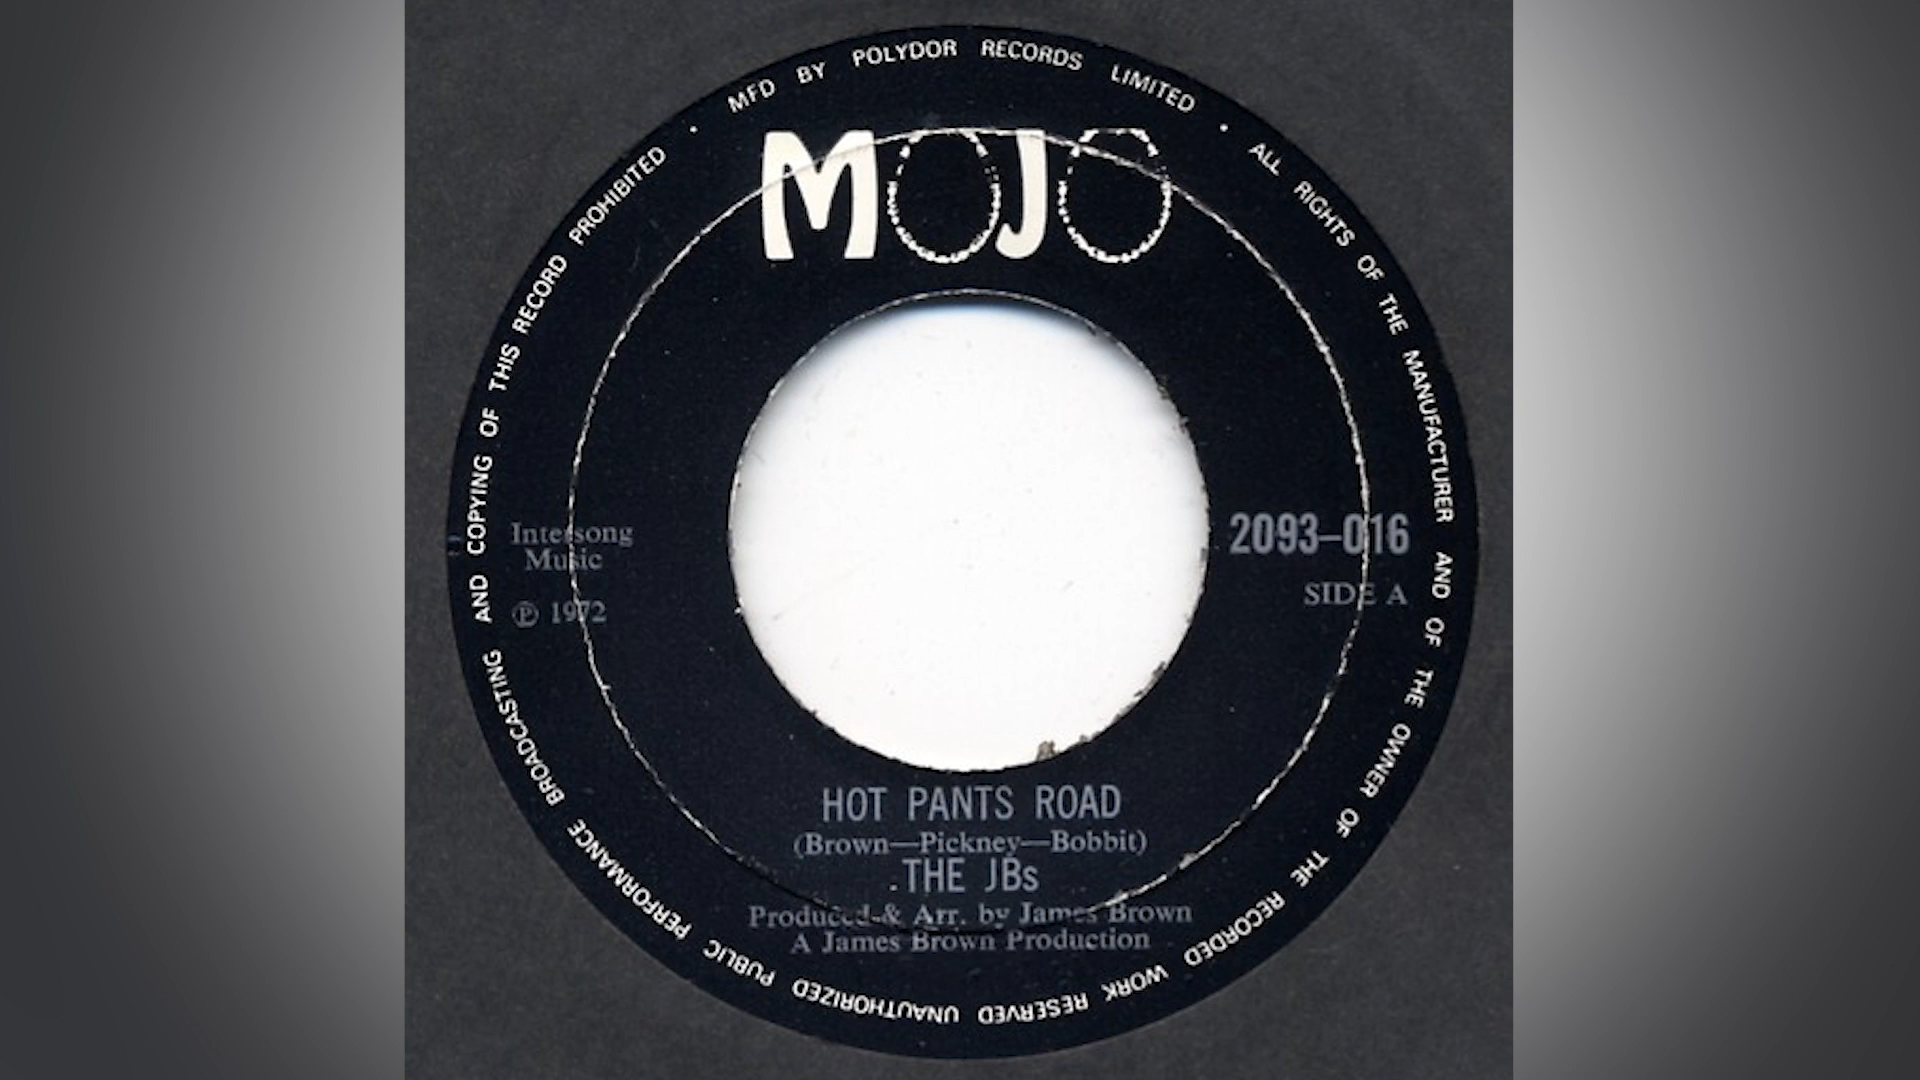 MFD BY POLYDOR RECORDS LIMITED • ALL RIGHTS OF THE MANUFACTURER AND OF THE OWNER OF THE RECORDED WORK RESERVED UNAUTHORIZED PUBLIC PERFORMANCE BROADCASTING AND COPYING OF THIS RECORD PROHIBITED •
MOJO
Intersong
Music
℗ 1972
2093–016
SIDE A
HOT PANTS ROAD
(Brown—Pickney—Bobbit)
.THE JBs
Produced & Arr. by James Brown
A James Brown Production